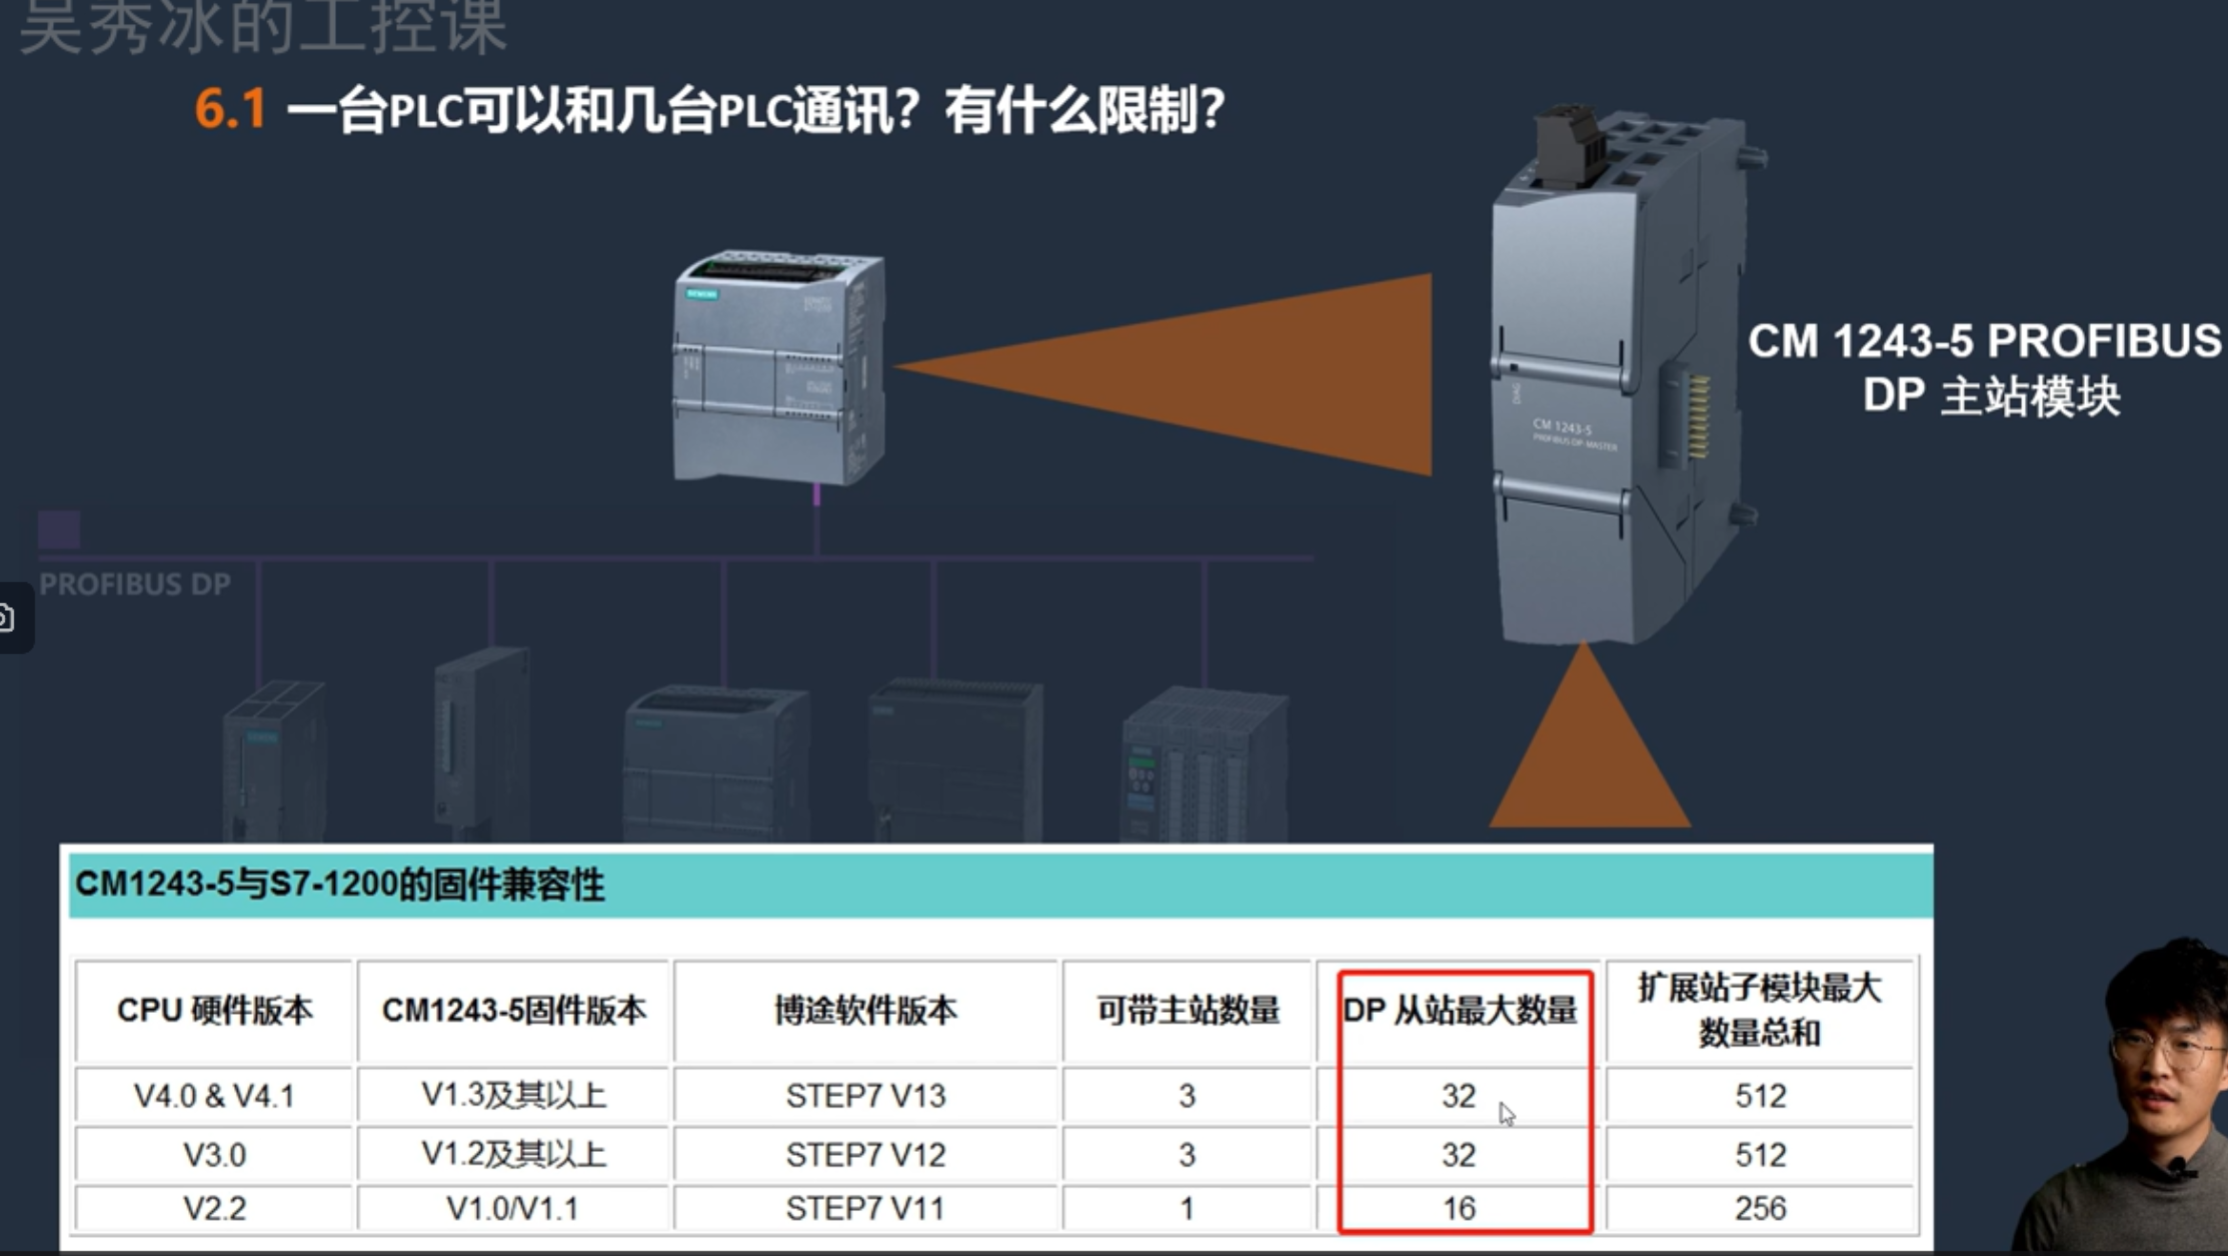 吴秀冰的工控课
6.1 一台PLC可以和几台PLC通讯？有什么限制？
SIEMENS
CM 1243-5 PROFIBUS
DP 主站模块
DIAG
CM 1243-5
PROFIBUS DP-MASTER
PROFIBUS DP
CM1243-5与S7-1200的固件兼容性
CPU 硬件版本 CM1243-5固件版本 博途软件版本 可带主站数量 DP 从站最大数量 扩展站子模块最大
数量总和
V4.0 & V4.1 V1.3及其以上 STEP7 V13 3 32 512
V3.0 V1.2及其以上 STEP7 V12 3 32 512
V2.2 V1.0/V1.1 STEP7 V11 1 16 256